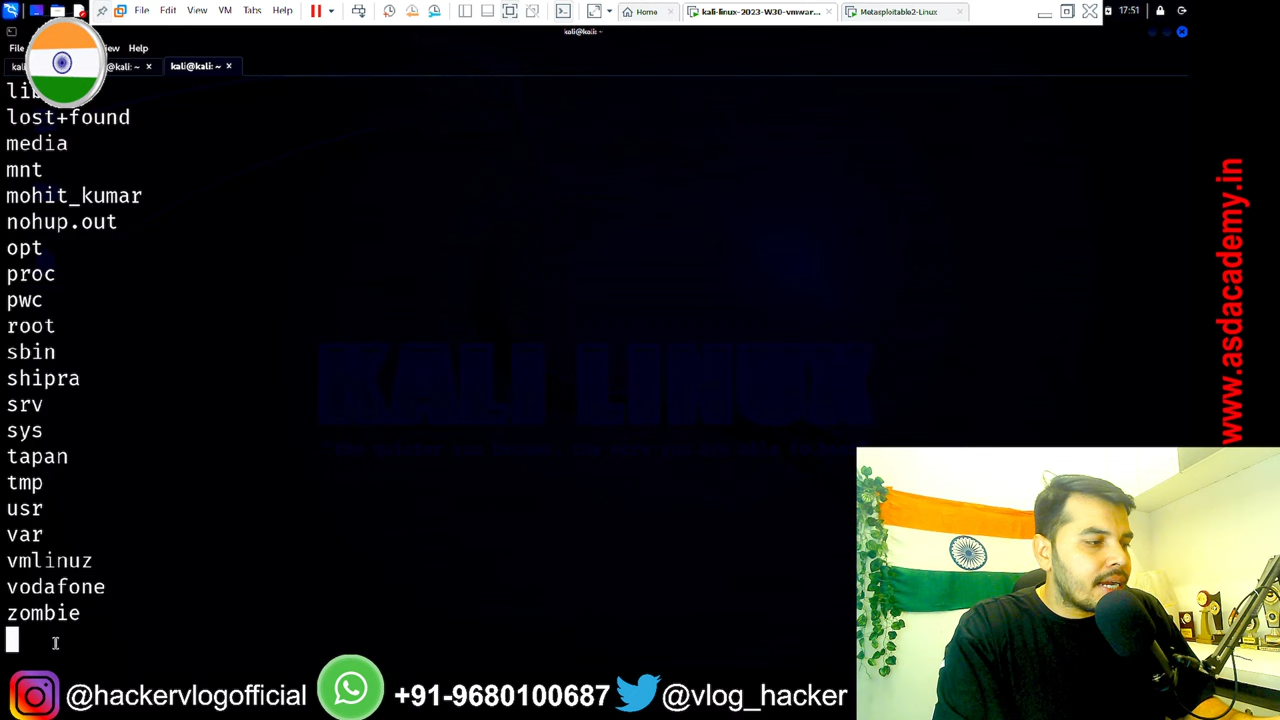 File Edit View VM Tabs Help
Home
kali-linux-2023-W30-vmwar...
Metasploitable2-Linux
17:51
kali@kali: ~
File
Help
@kali: ~
kali@kali: ~
lost+found
media
mnt
mohit_kumar
nohup.out
opt
proc
pwc
root
sbin
shipra
srv
sys
tapan
tmp
usr
var
vmlinuz
vodafone
zombie
KALI LINUX
www.asdacademy.in
@hackervlogofficial
+91-9680100687
@vlog_hacker